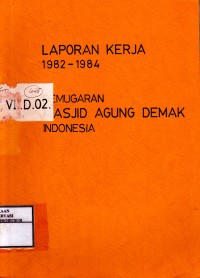 LAPORAN KERJA
1982-1984
VI.D.02.
EMUGARAN
ASJID AGUNG DEMAK
INDONESIA